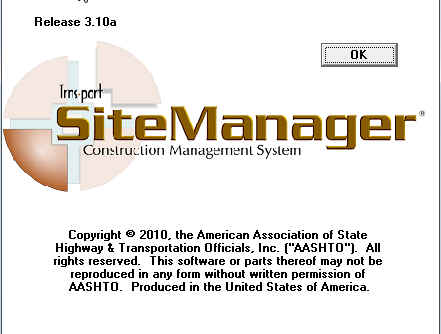 Release 3.10a
OK
Trns•port
SiteManager®
Construction Management System
Copyright © 2010, the American Association of State
Highway & Transportation Officials, Inc. ("AASHTO"). All
rights reserved. This software or parts thereof may not be
reproduced in any form without written permission of
AASHTO. Produced in the United States of America.